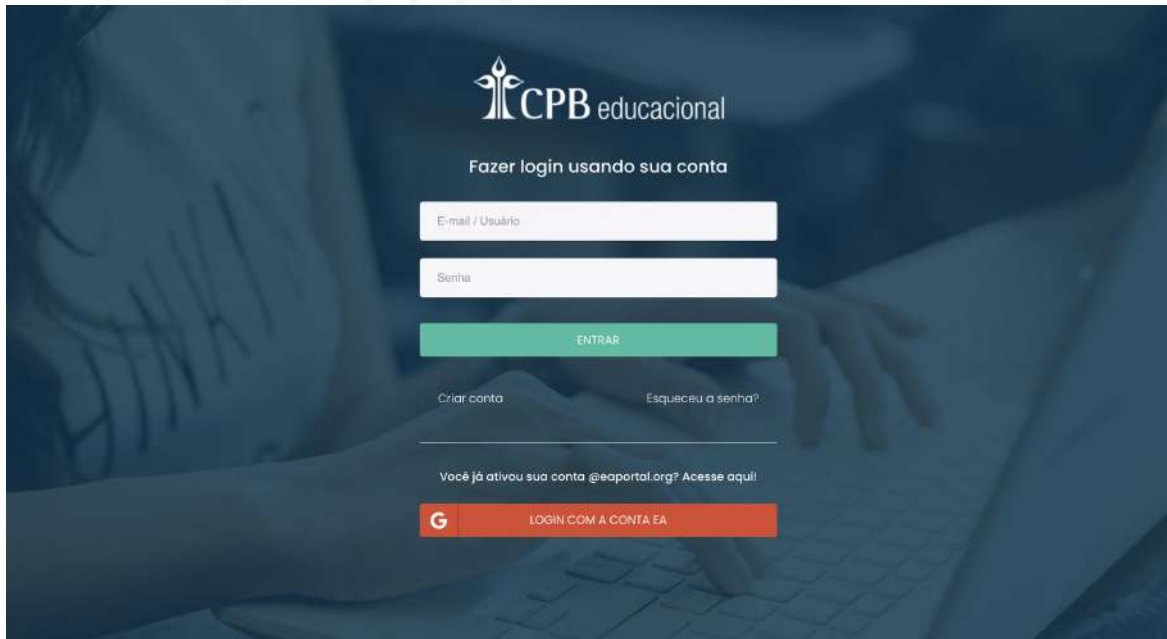 CPB educacional
Fazer login usando sua conta
E-mail / Usuário
Senha
ENTRAR
Criar conta
Esqueceu a senha?
Você já ativou sua conta @eaportal.org? Acesse aqui!
G
LOGIN COM A CONTA EA